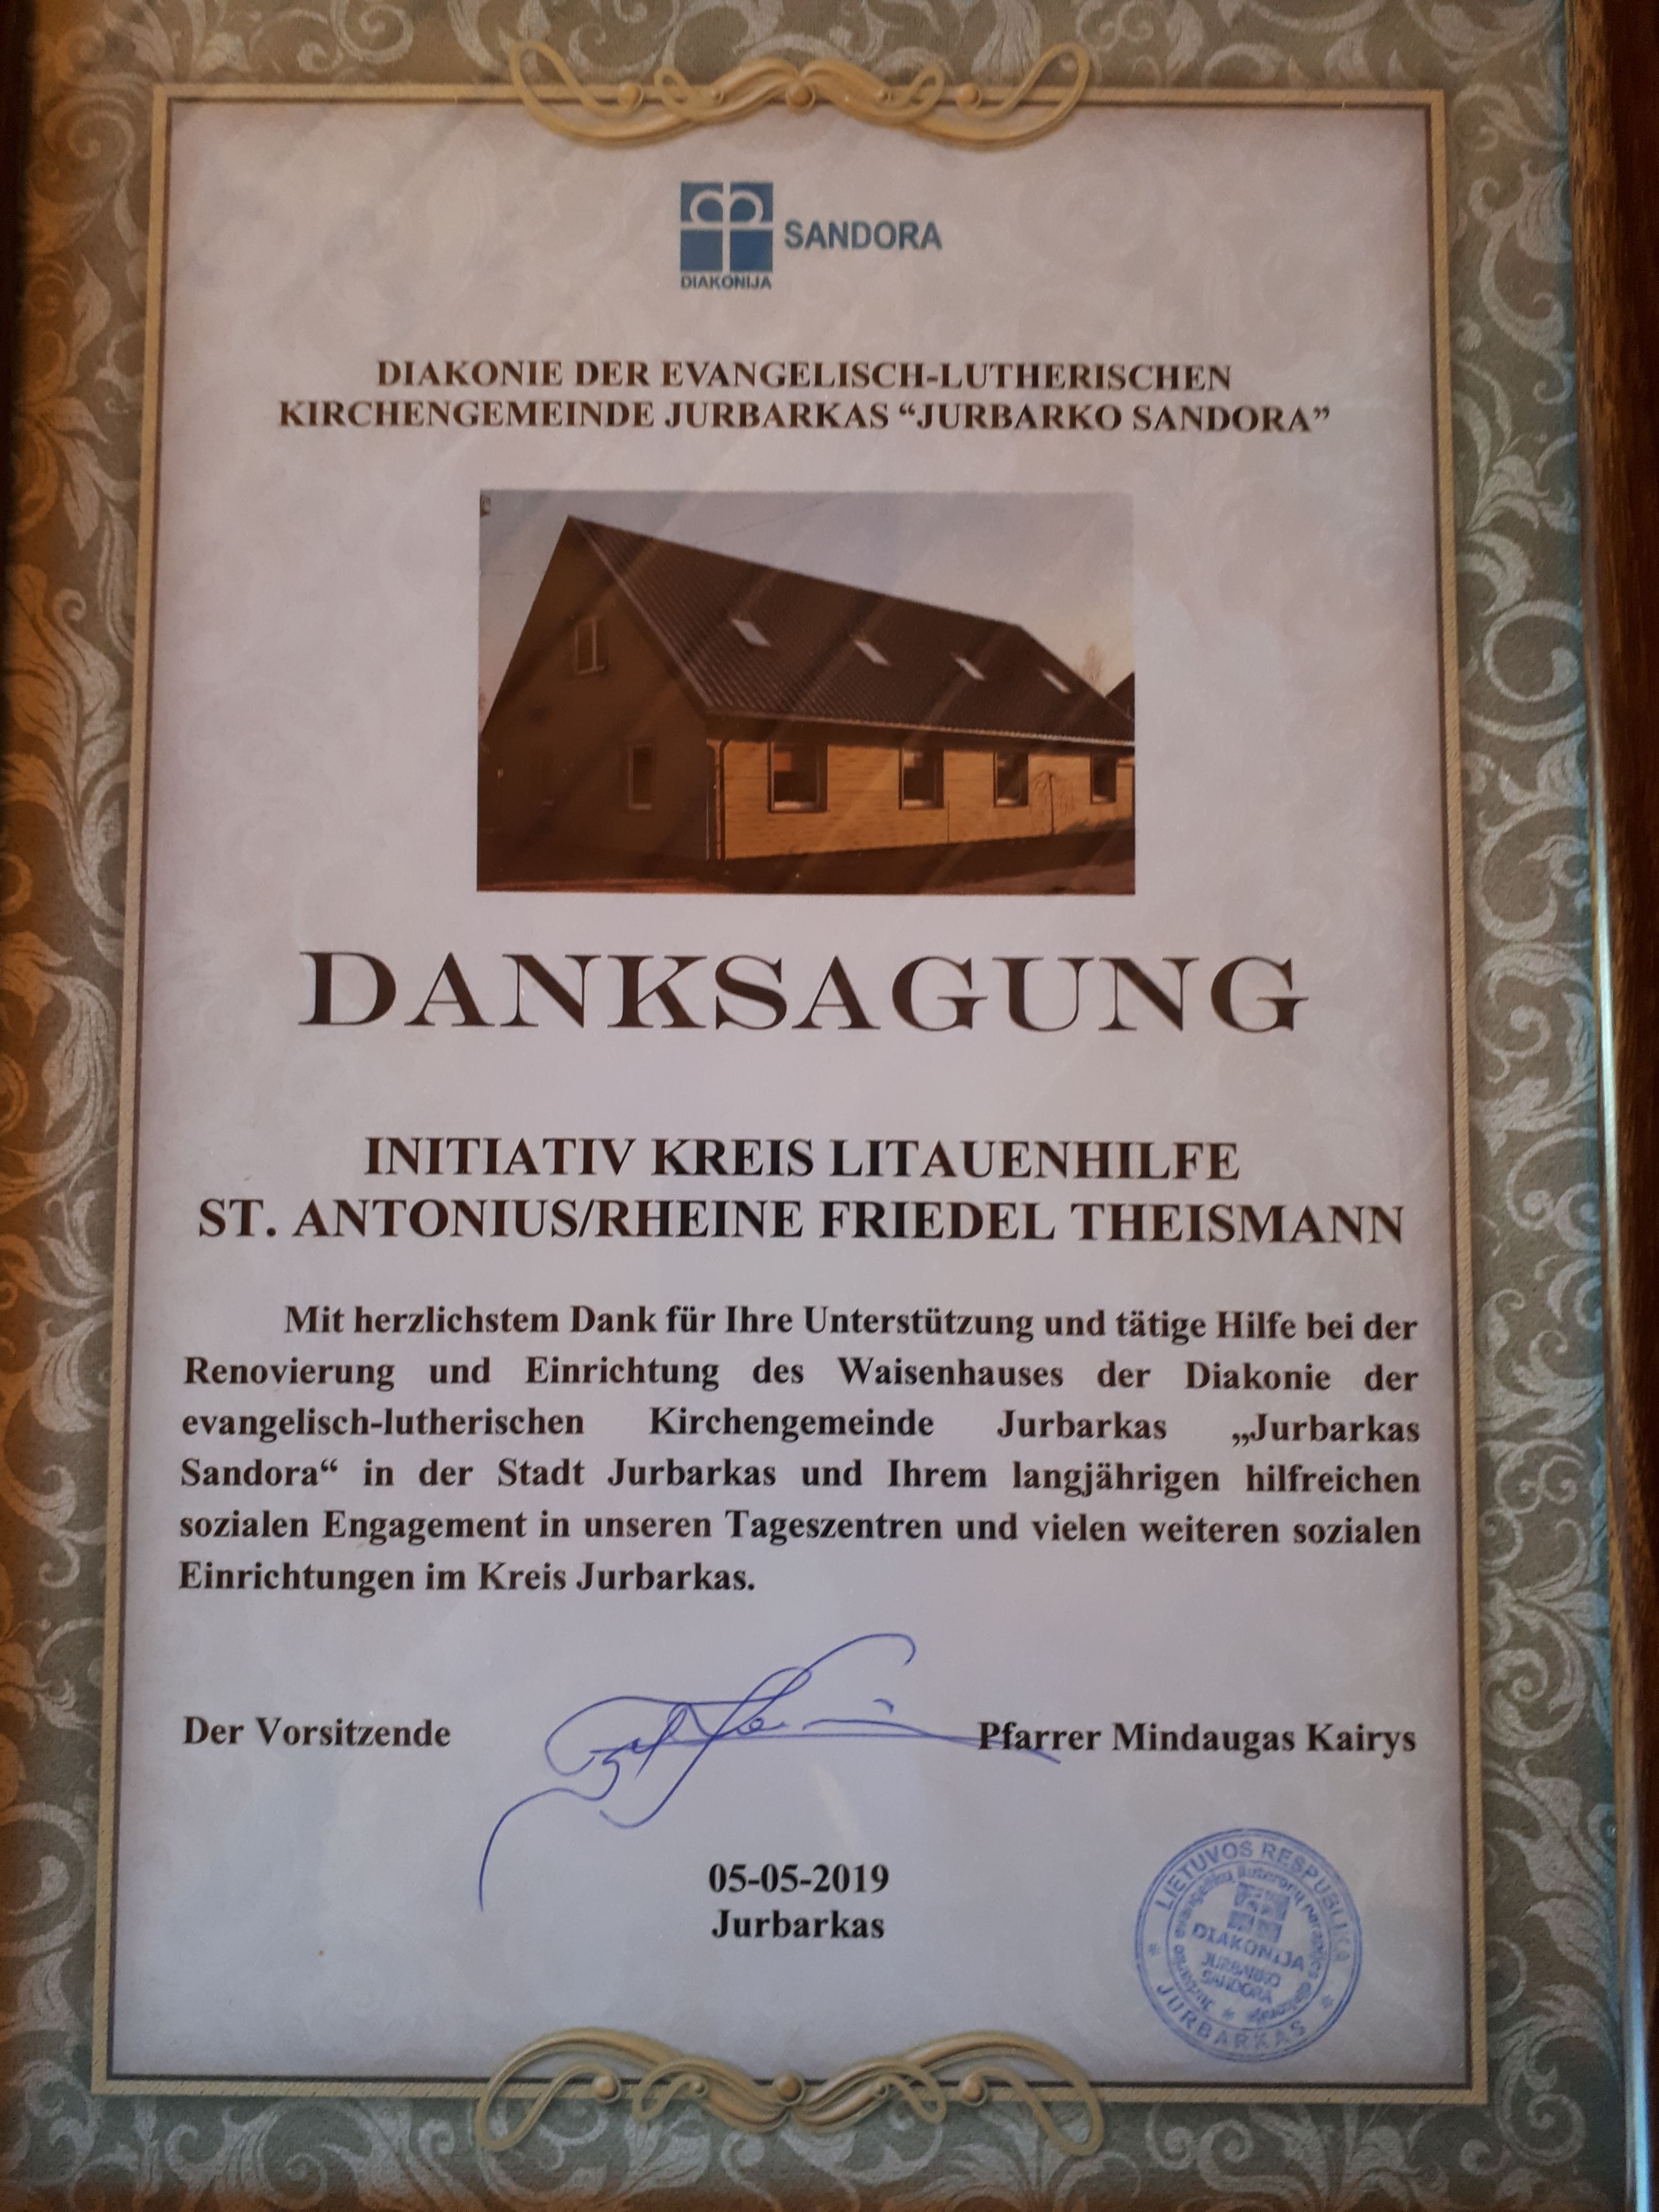 SANDORA
DIAKONIJA
DIAKONIE DER EVANGELISCH-LUTHERISCHEN
KIRCHENGEMEINDE JURBARKAS “JURBARKO SANDORA”
DANKSAGUNG
INITIATIV KREIS LITAUENHILFE
ST. ANTONIUS/RHEINE FRIEDEL THEISMANN
Mit herzlichstem Dank für Ihre Unterstützung und tätige Hilfe bei der
Renovierung und Einrichtung des Waisenhauses der Diakonie der
evangelisch-lutherischen Kirchengemeinde Jurbarkas „Jurbarkas
Sandora“ in der Stadt Jurbarkas und Ihrem langjährigen hilfreichen
sozialen Engagement in unseren Tageszentren und vielen weiteren sozialen
Einrichtungen im Kreis Jurbarkas.
Der Vorsitzende Pfarrer Mindaugas Kairys
05-05-2019
Jurbarkas
LIETUVOS RESPUBLIKA
evangelikų liuteronų parapijos
DIAKONIJA
JURBARKO
SANDORA
* JURBARKAS *